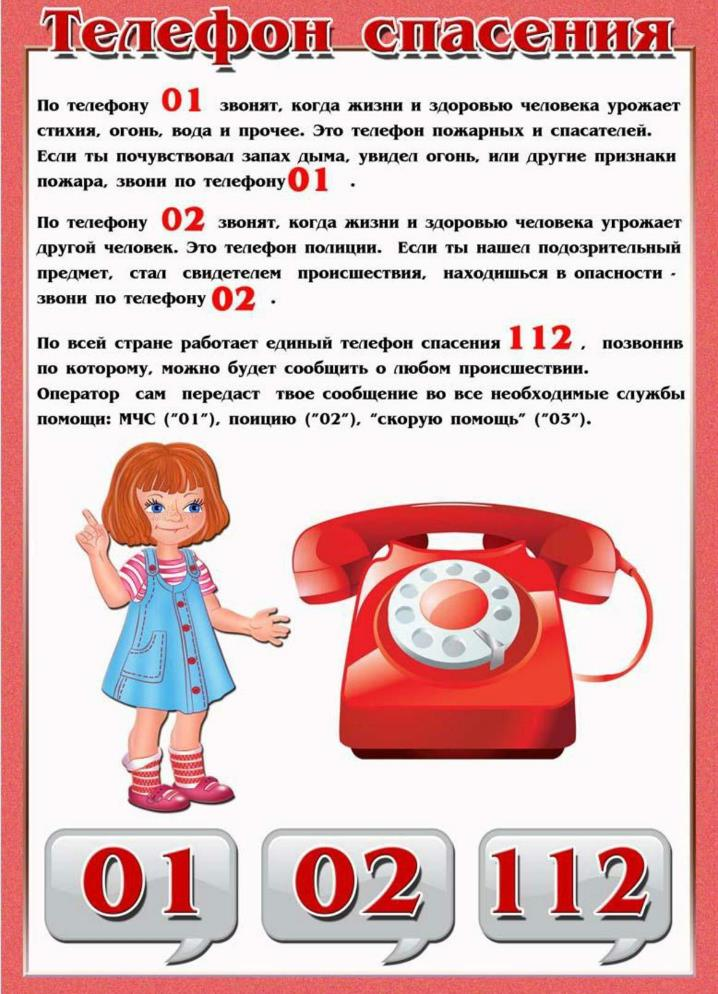 Телефон спасения
По телефону 01 звонят, когда жизни и здоровью человека урожает
стихия, огонь, вода и прочее. Это телефон пожарных и спасателей.
Если ты почувствовал запах дыма, увидел огонь, или другие признаки
пожара, звони по телефону 01 .
По телефону 02 звонят, когда жизни и здоровью человека угрожает
другой человек. Это телефон полиции. Если ты нашел подозрительный
предмет, стал свидетелем происшествия, находишься в опасности -
звони по телефону 02 .
По всей стране работает единый телефон спасения 112 , позвонив
по которому, можно будет сообщить о любом происшествии.
Оператор сам передаст твое сообщение во все необходимые службы
помощи: МЧС ("01"), поицию ("02"), "скорую помощь" ("03").
01 02 112